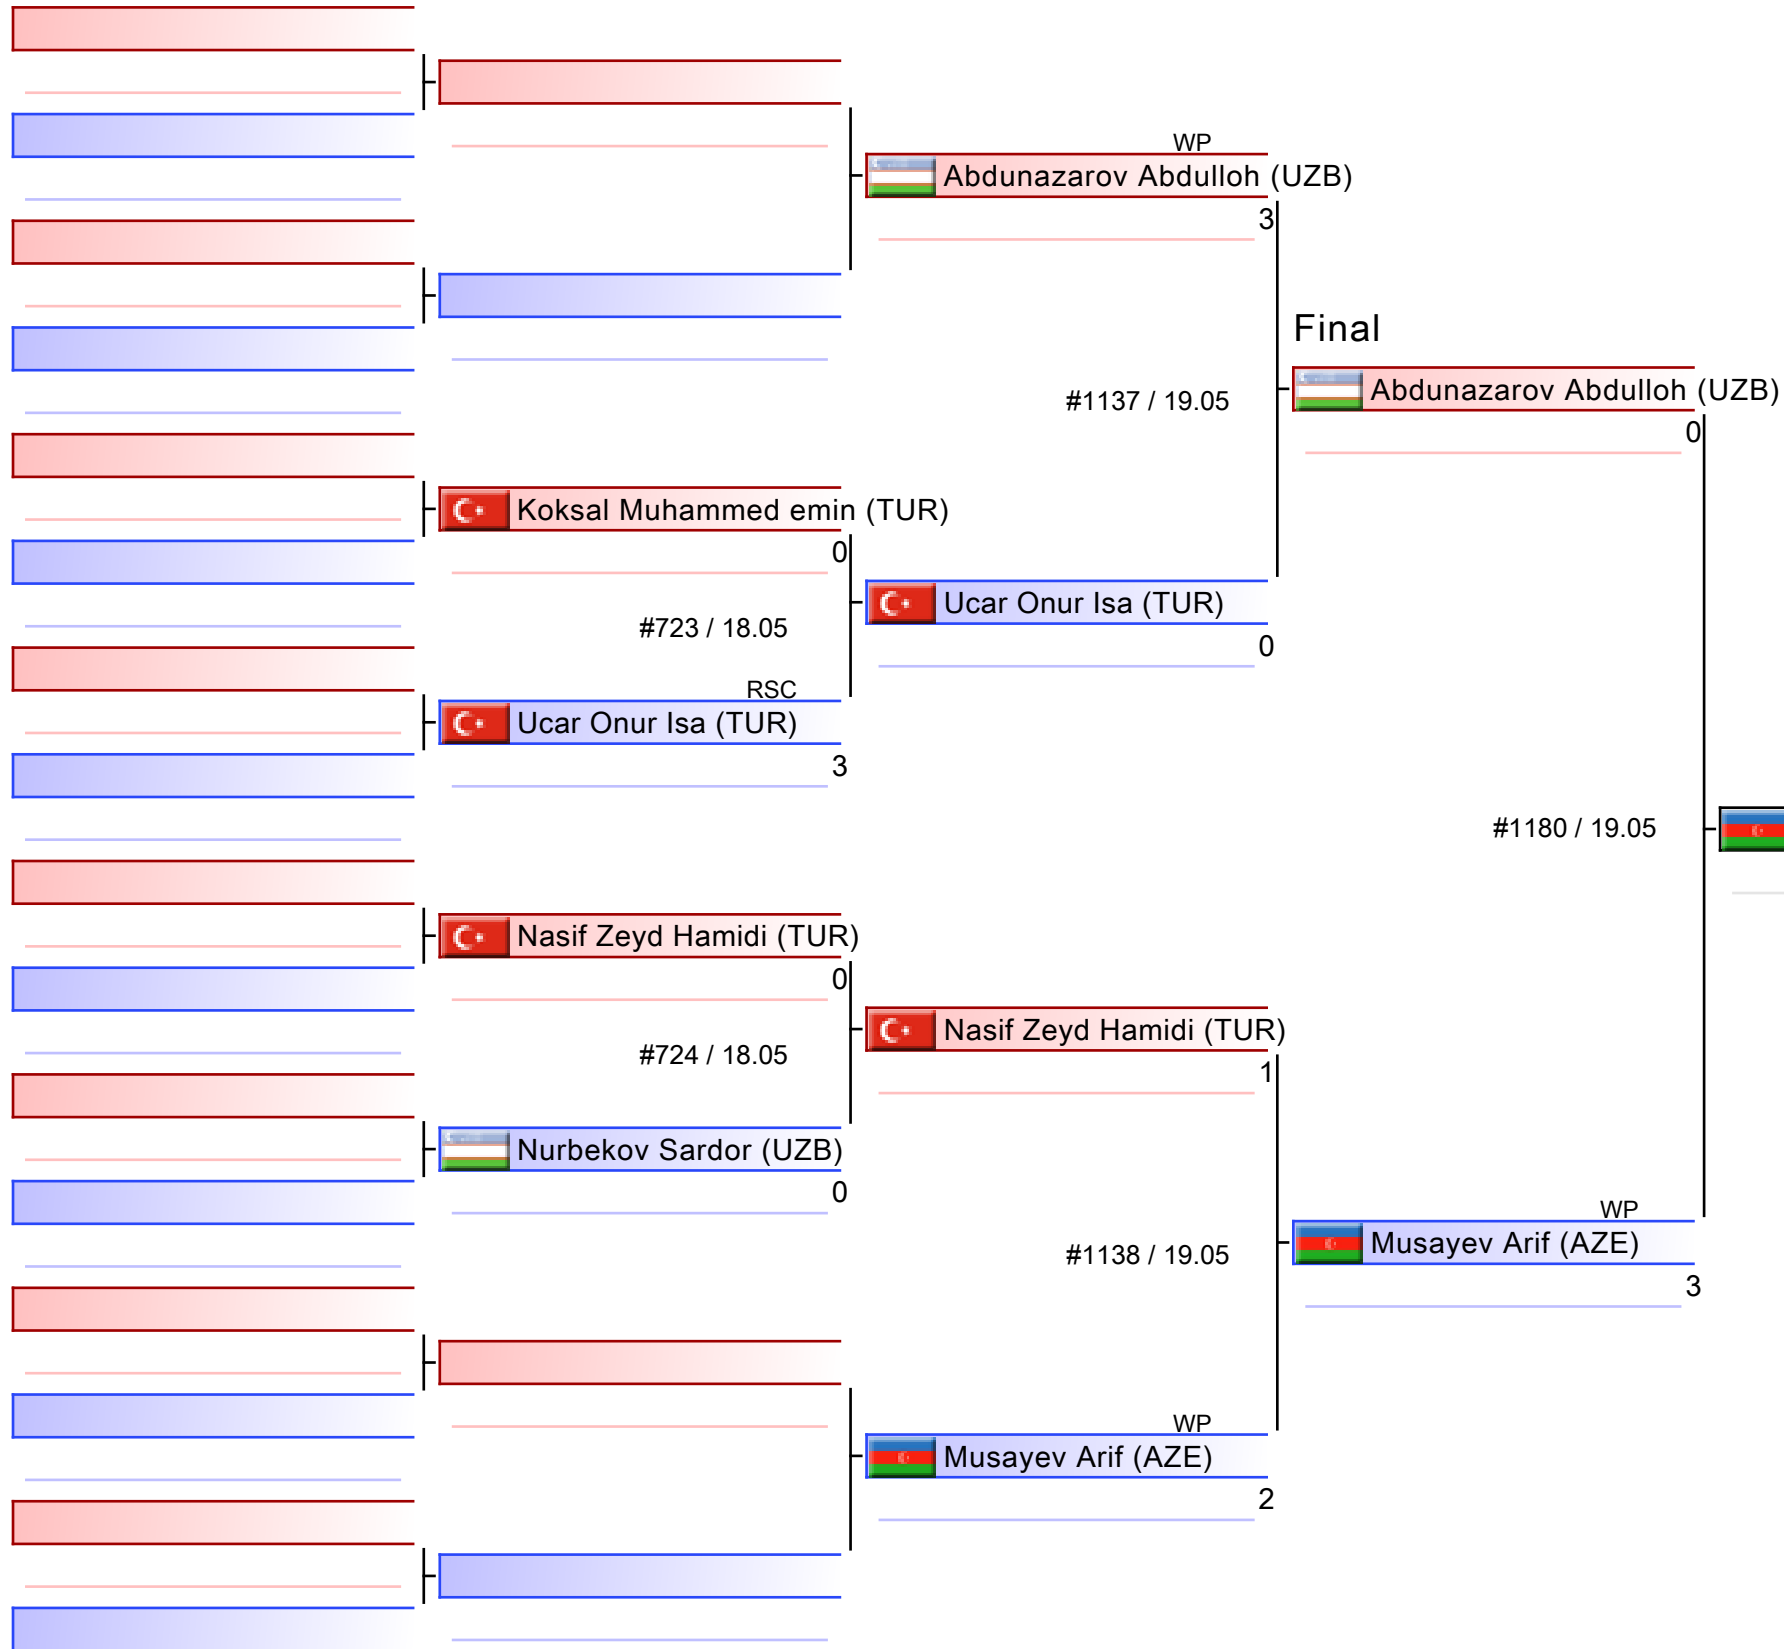 WP
Abdunazarov Abdulloh (UZB)
3
Final
#1137 / 19.05
Abdunazarov Abdulloh (UZB)
0
Koksal Muhammed emin (TUR)
0
Ucar Onur Isa (TUR)
#723 / 18.05
0
RSC
Ucar Onur Isa (TUR)
3
#1180 / 19.05
Nasif Zeyd Hamidi (TUR)
0
Nasif Zeyd Hamidi (TUR)
#724 / 18.05
1
Nurbekov Sardor (UZB)
0
WP
#1138 / 19.05
Musayev Arif (AZE)
3
WP
Musayev Arif (AZE)
2